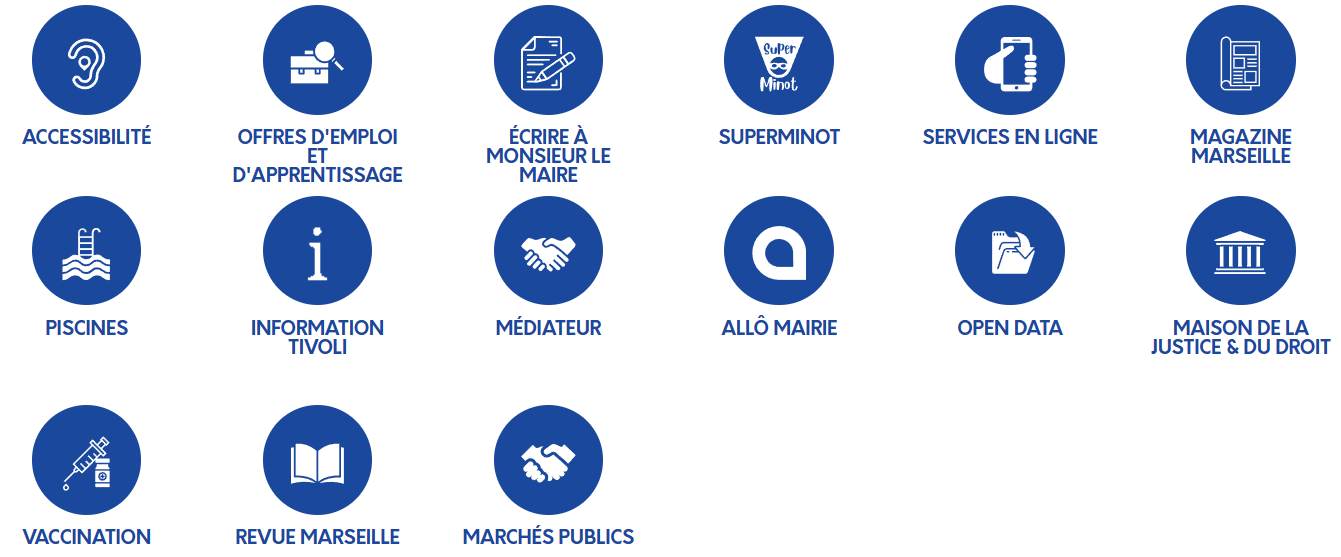 Super
Minot
ACCESSIBILITÉ
OFFRES D'EMPLOI
ET
D'APPRENTISSAGE
ÉCRIRE À
MONSIEUR LE
MAIRE
SUPERMINOT
SERVICES EN LIGNE
MAGAZINE
MARSEILLE
i
PISCINES
INFORMATION
TIVOLI
MÉDIATEUR
ALLÔ MAIRIE
OPEN DATA
MAISON DE LA
JUSTICE & DU DROIT
VACCINATION
REVUE MARSEILLE
MARCHÉS PUBLICS